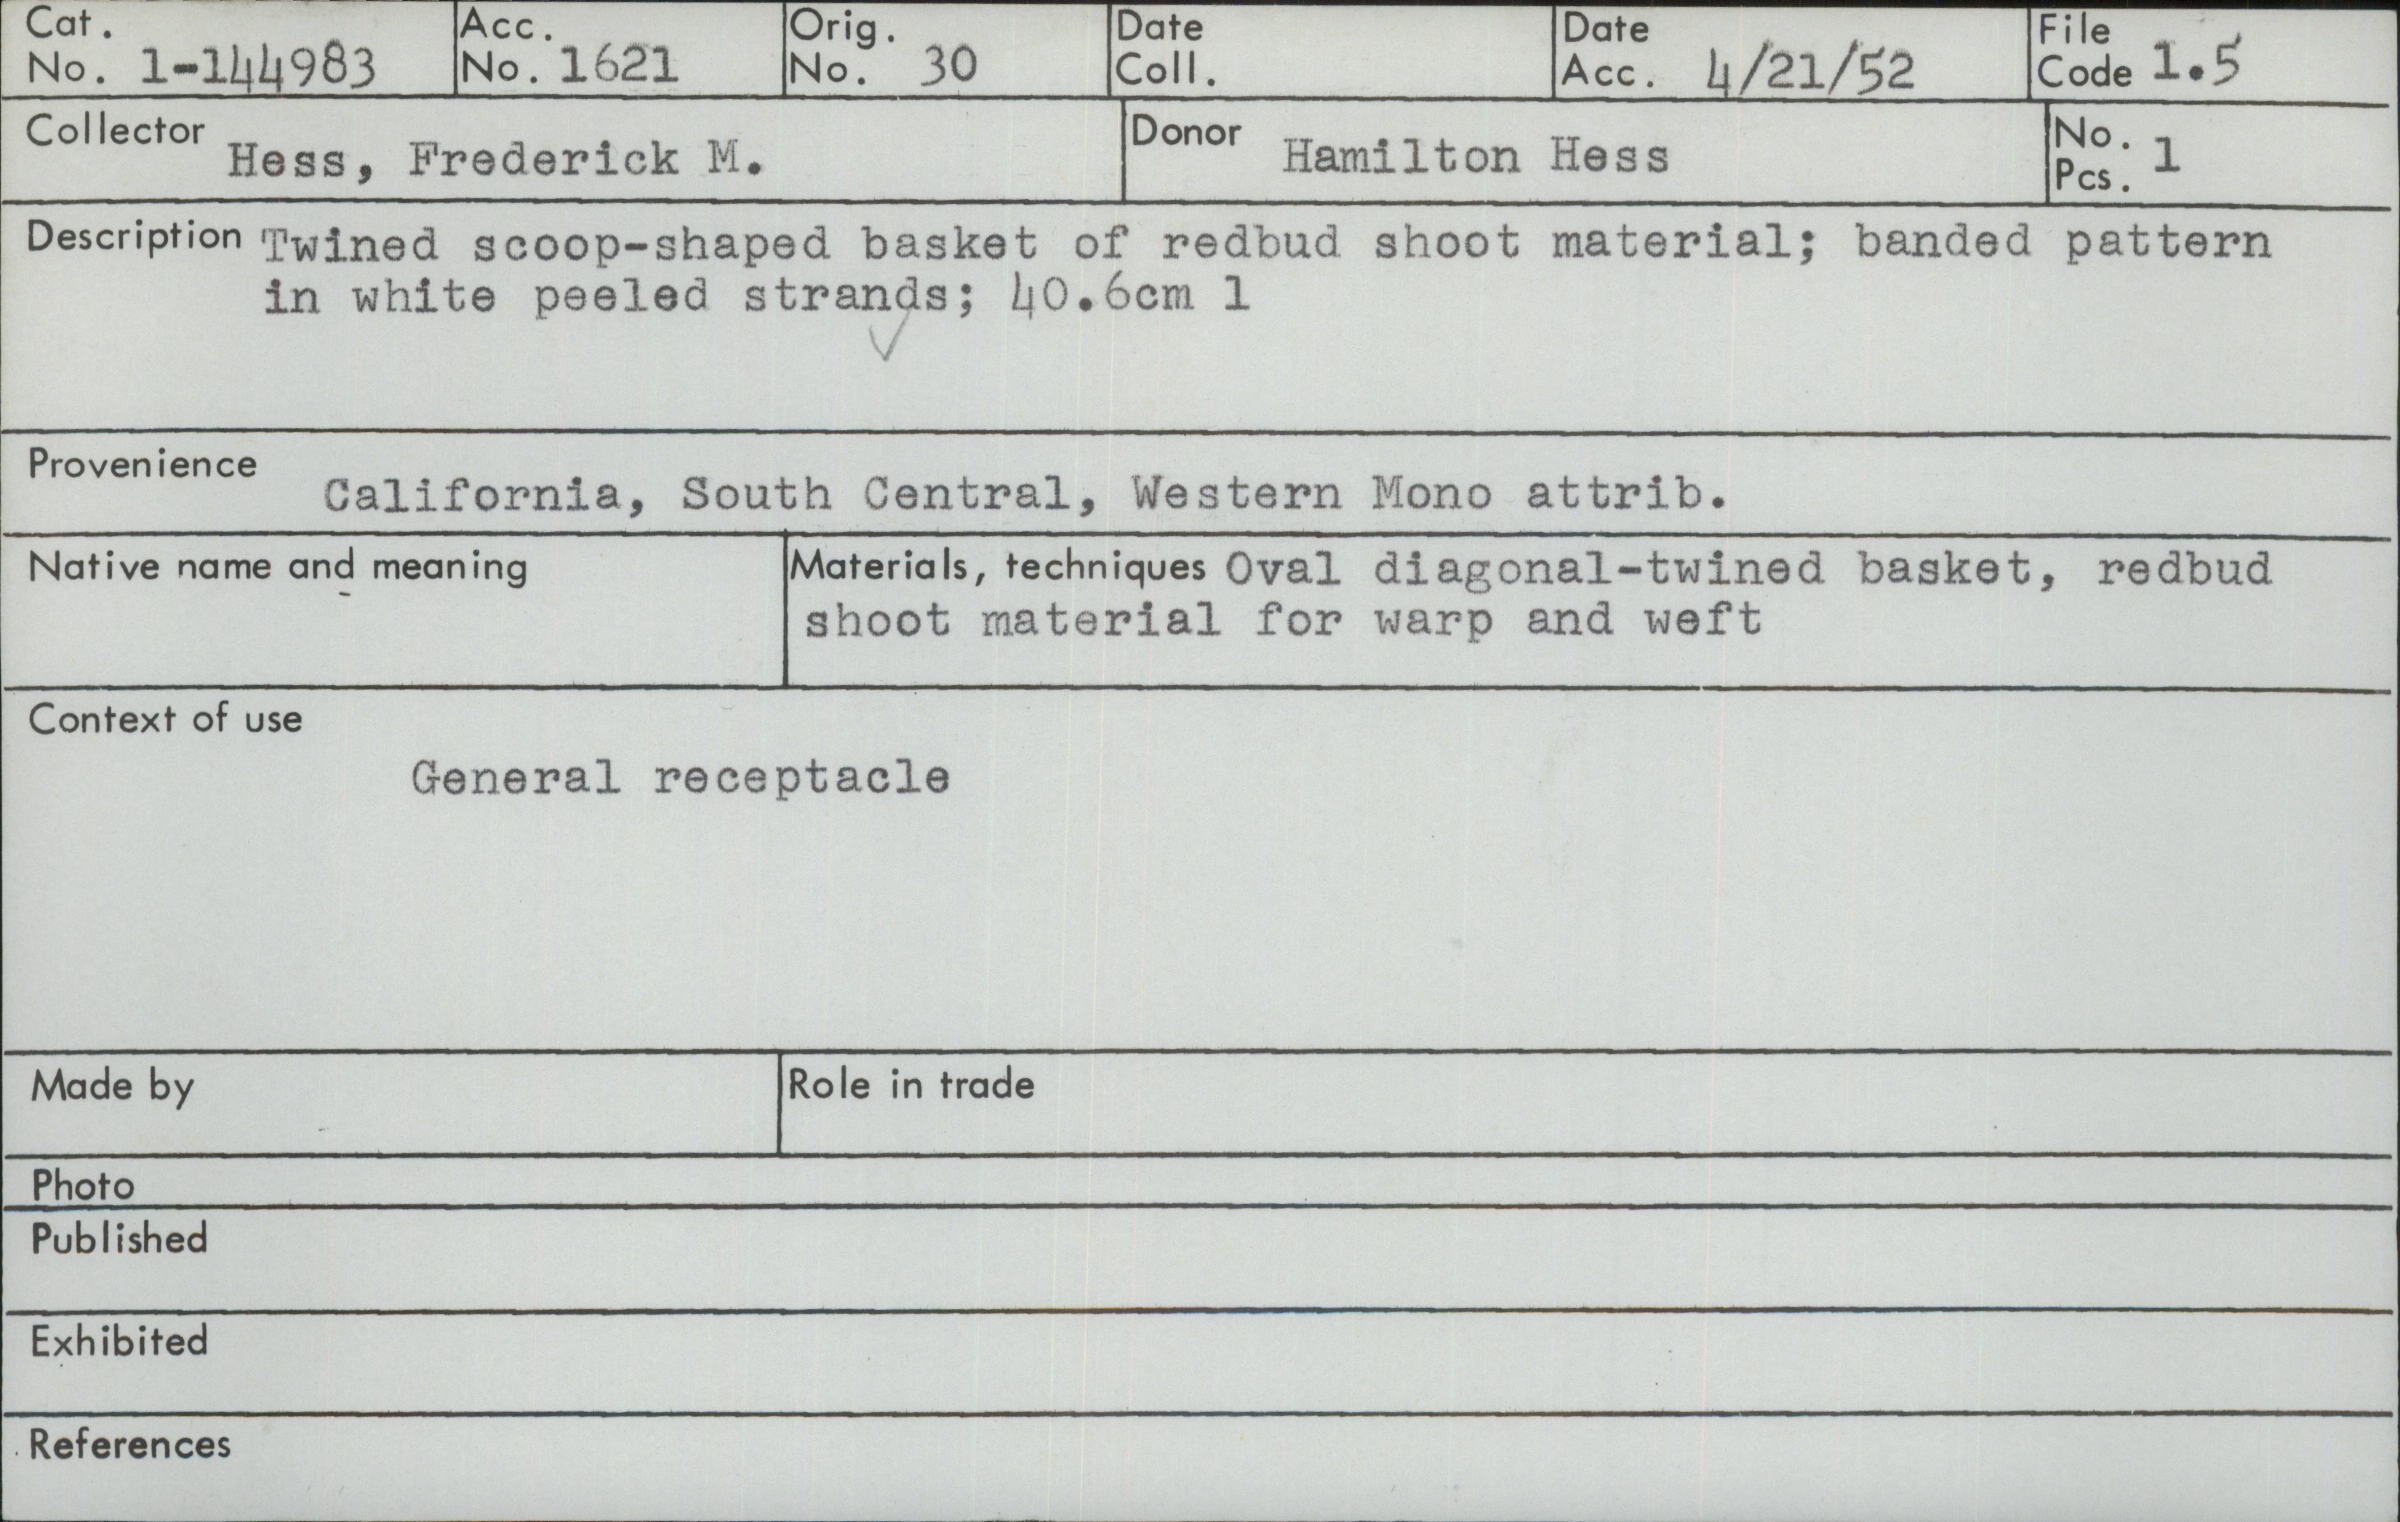 Cat. No. 1-144983 Acc. No. 1621 Orig. No. 30 Date Coll. Date Acc. 4/21/52 File Code 1.5
Collector Hess, Frederick M. Donor Hamilton Hess No. Pcs. 1
Description Twined scoop-shaped basket of redbud shoot material; banded pattern
in white peeled strands; 40.6cm l
Provenience California, South Central, Western Mono attrib.
Native name and meaning
Materials, techniques Oval diagonal-twined basket, redbud
shoot material for warp and weft
Context of use
General receptacle
Made by Role in trade
Photo
Published
Exhibited
References